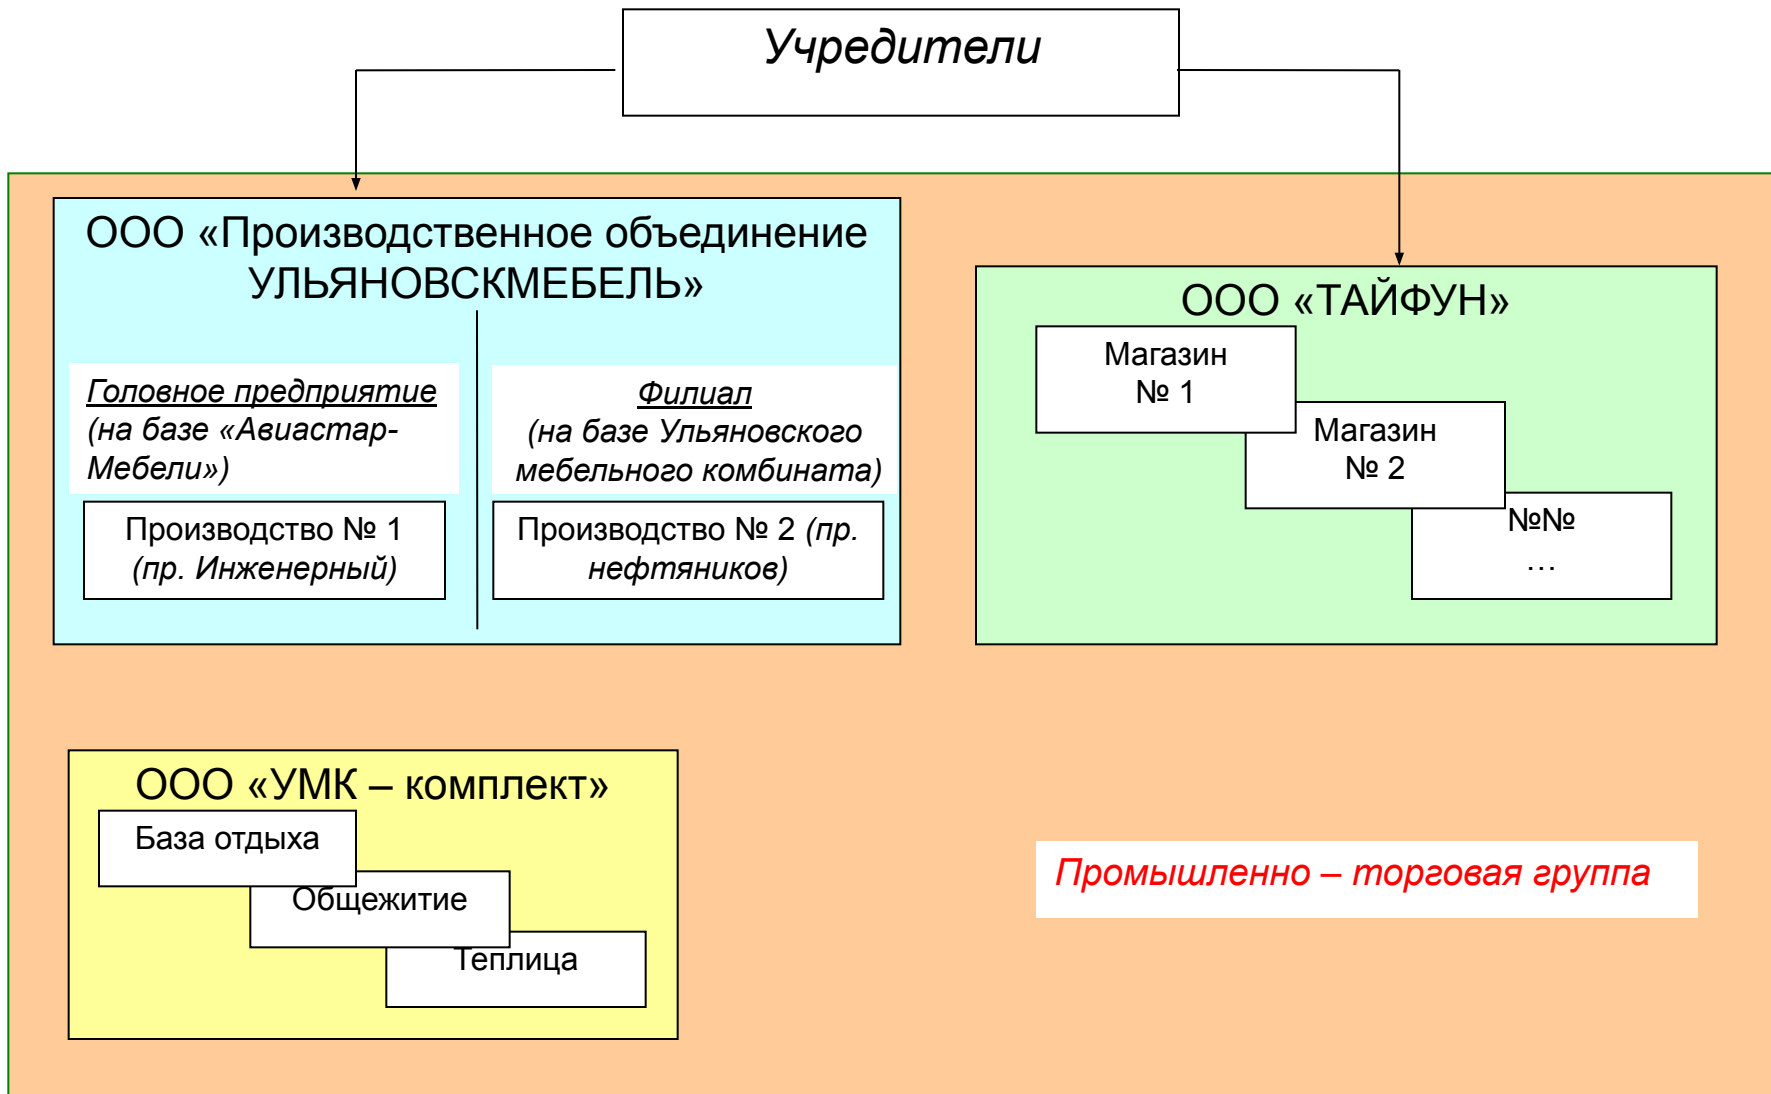 Учредители
ООО «Производственное объединение
УЛЬЯНОВСКМЕБЕЛЬ»
Головное предприятие
(на базе «Авиастар-
Мебели»)
Производство № 1
(пр. Инженерный)
Филиал
(на базе Ульяновского
мебельного комбината)
Производство № 2 (пр.
нефтяников)
ООО «ТАЙФУН»
Магазин
№ 1
Магазин
№ 2
№№
…
ООО «УМК – комплект»
База отдыха
Общежитие
Теплица
Промышленно – торговая группа